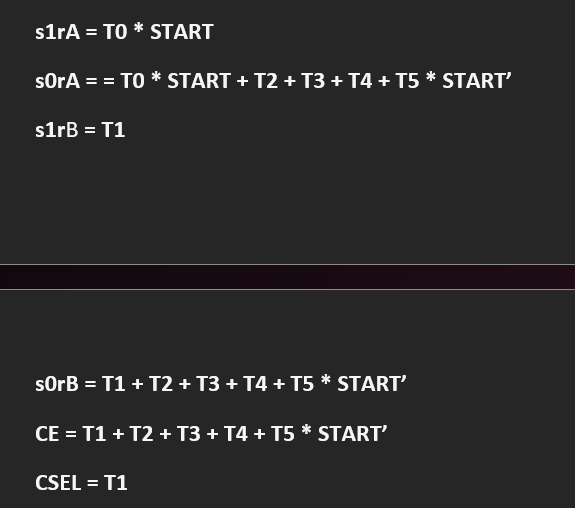 s1rA = T0 * START
s0rA = = T0 * START + T2 + T3 + T4 + T5 * START’
s1rB = T1
s0rB = T1 + T2 + T3 + T4 + T5 * START’
CE = T1 + T2 + T3 + T4 + T5 * START’
CSEL = T1